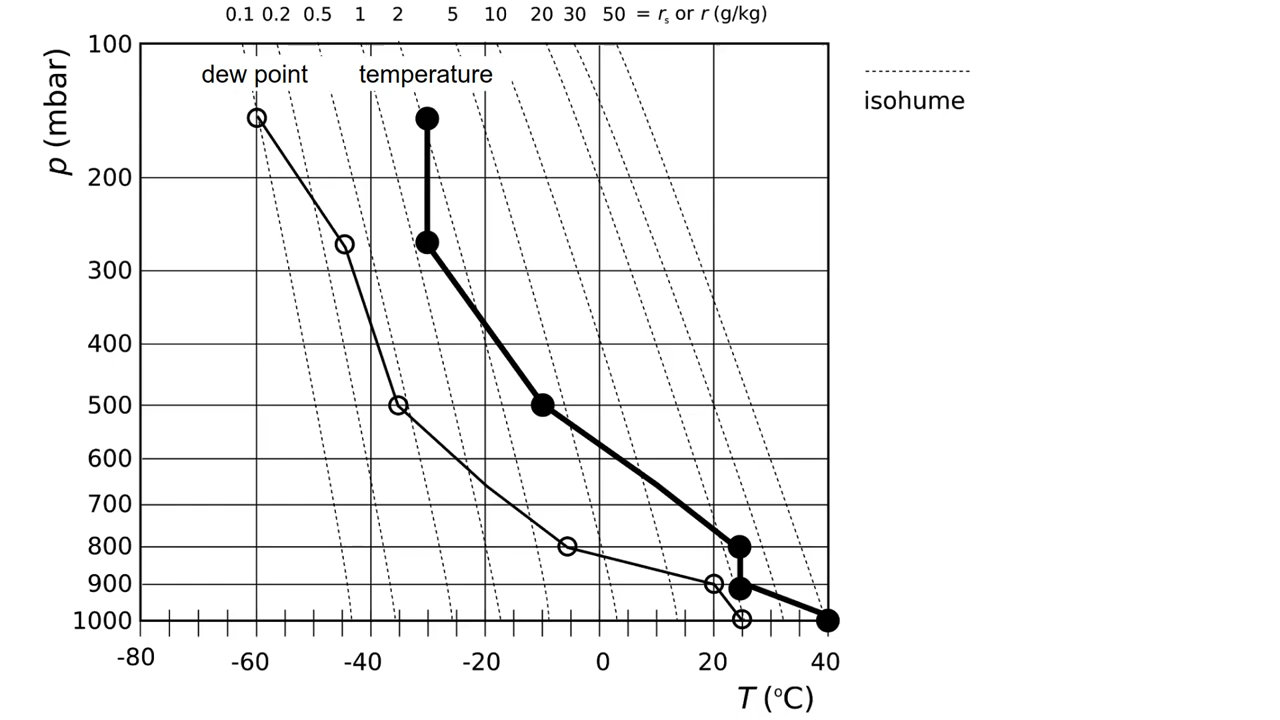 0.1 0.2 0.5 1 2 5 10 20 30 50 = rs or r (g/kg)
dew point temperature
isohume
p (mbar)
100
200
300
400
500
600
700
800
900
1000
-80 -60 -40 -20 0 20 40
T (oC)